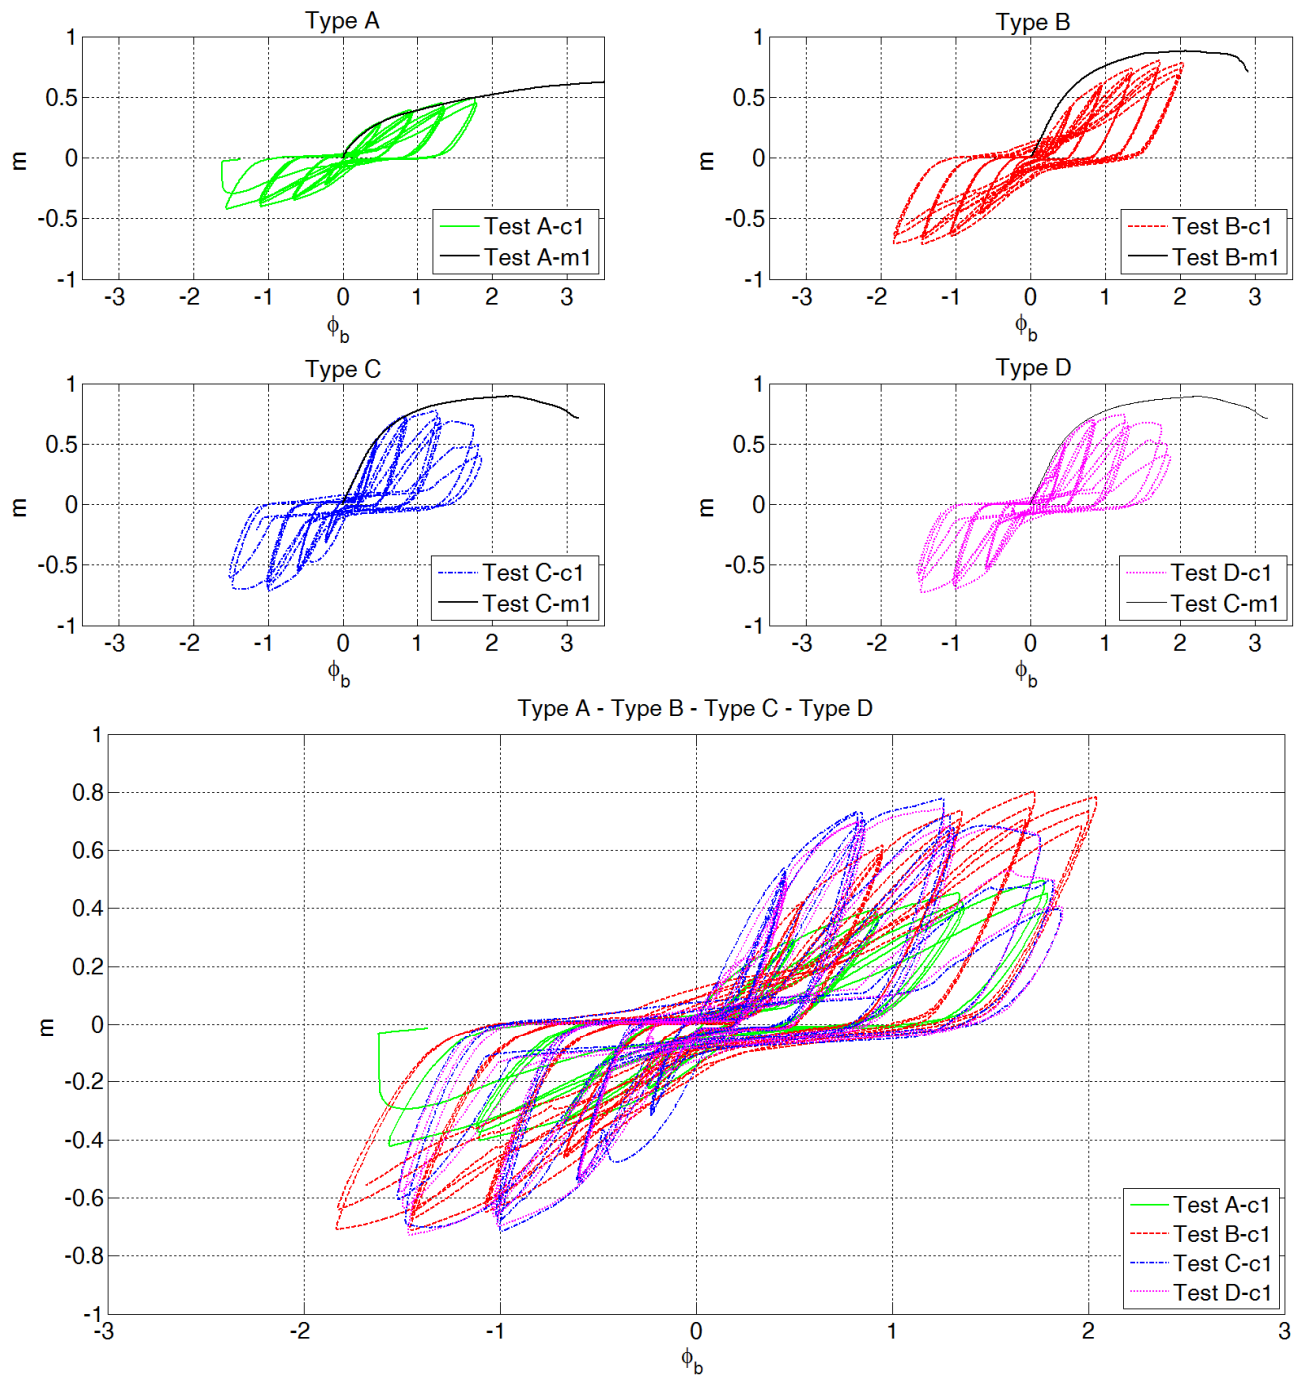 Type A
1
0.5
0
-0.5
-1
m
-3 -2 -1 0 1 2 3
ϕb
Test A-c1
Test A-m1
Type B
1
0.5
0
-0.5
-1
m
-3 -2 -1 0 1 2 3
ϕb
Test B-c1
Test B-m1
Type C
1
0.5
0
-0.5
-1
m
-3 -2 -1 0 1 2 3
ϕb
Test C-c1
Test C-m1
Type D
1
0.5
0
-0.5
-1
m
-3 -2 -1 0 1 2 3
ϕb
Test D-c1
Test C-m1
Type A - Type B - Type C - Type D
1
0.8
0.6
0.4
0.2
0
-0.2
-0.4
-0.6
-0.8
-1
m
-3 -2 -1 0 1 2 3
ϕb
Test A-c1
Test B-c1
Test C-c1
Test D-c1